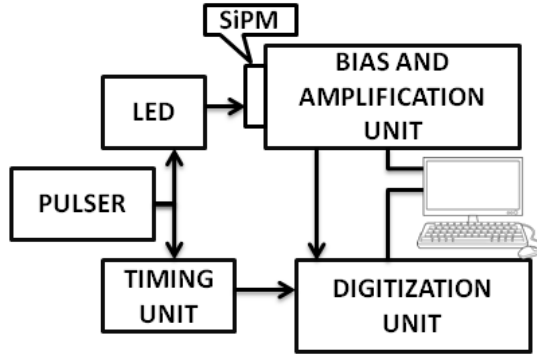 SiPM
BIAS AND
AMPLIFICATION
UNIT
LED
PULSER
TIMING
UNIT
DIGITIZATION
UNIT